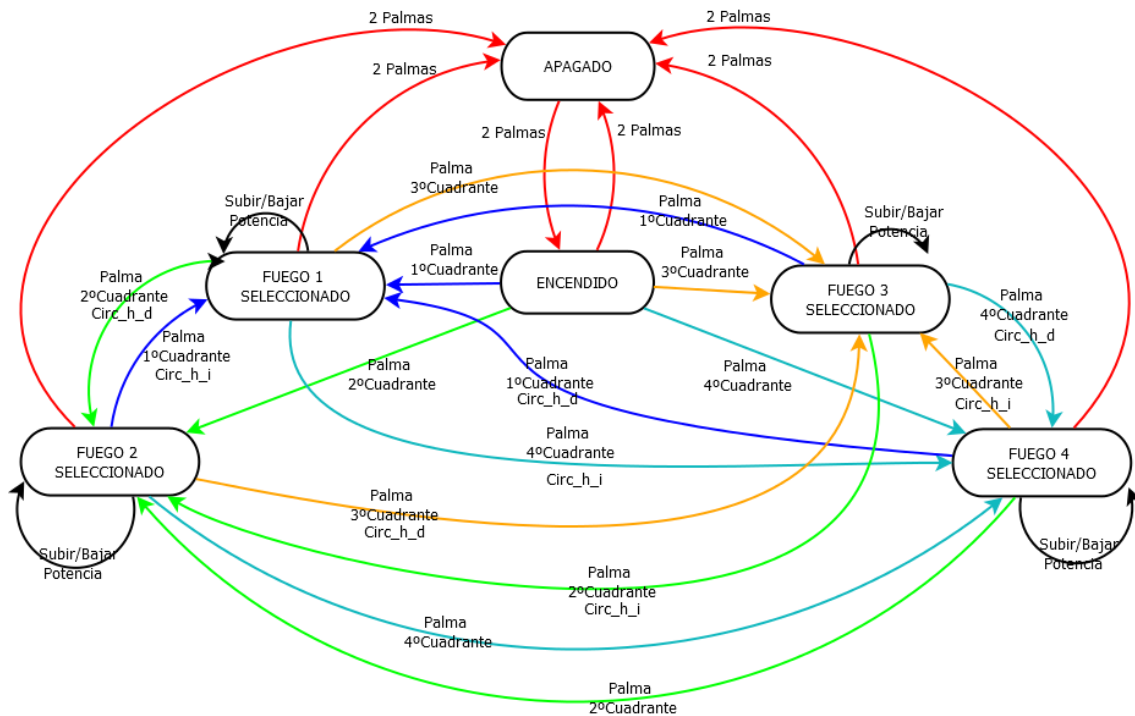 2 Palmas
2 Palmas
APAGADO
2 Palmas
2 Palmas
2 Palmas
2 Palmas
Palma
3ºCuadrante
Subir/Bajar
Potencia
Palma
1ºCuadrante
Subir/Bajar
Potencia
Palma
1ºCuadrante
Palma
3ºCuadrante
FUEGO 1
SELECCIONADO
ENCENDIDO
FUEGO 3
SELECCIONADO
Palma
2ºCuadrante
Circ_h_d
Palma
4ºCuadrante
Circ_h_d
Palma
1ºCuadrante
Circ_h_i
Palma
2ºCuadrante
Palma
1ºCuadrante
Circ_h_d
Palma
4ºCuadrante
Palma
3ºCuadrante
Circ_h_i
FUEGO 2
SELECCIONADO
Palma
4ºCuadrante
Circ_h_i
FUEGO 4
SELECCIONADO
Palma
3ºCuadrante
Circ_h_d
Subir/Bajar
Potencia
Subir/Bajar
Potencia
Palma
2ºCuadrante
Circ_h_i
Palma
4ºCuadrante
Palma
2ºCuadrante